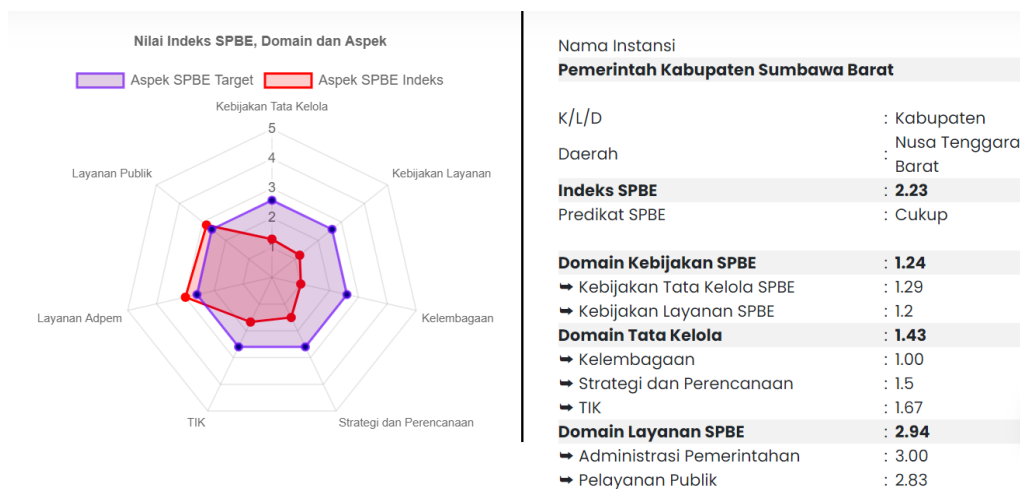 Nilai Indeks SPBE, Domain dan Aspek
Aspek SPBE Target Aspek SPBE Indeks
Kebijakan Tata Kelola
5
4
3
2
1
Kebijakan Layanan
Kelembagaan
Strategi dan Perencanaan
TIK
Layanan Adpem
Layanan Publik
Nama Instansi
Pemerintah Kabupaten Sumbawa Barat
K/L/D : Kabupaten
Daerah : Nusa Tenggara
Barat
Indeks SPBE : 2.23
Predikat SPBE : Cukup
Domain Kebijakan SPBE : 1.24
➥ Kebijakan Tata Kelola SPBE : 1.29
➥ Kebijakan Layanan SPBE : 1.2
Domain Tata Kelola : 1.43
➥ Kelembagaan : 1.00
➥ Strategi dan Perencanaan : 1.5
➥ TIK : 1.67
Domain Layanan SPBE : 2.94
➥ Administrasi Pemerintahan : 3.00
➥ Pelayanan Publik : 2.83